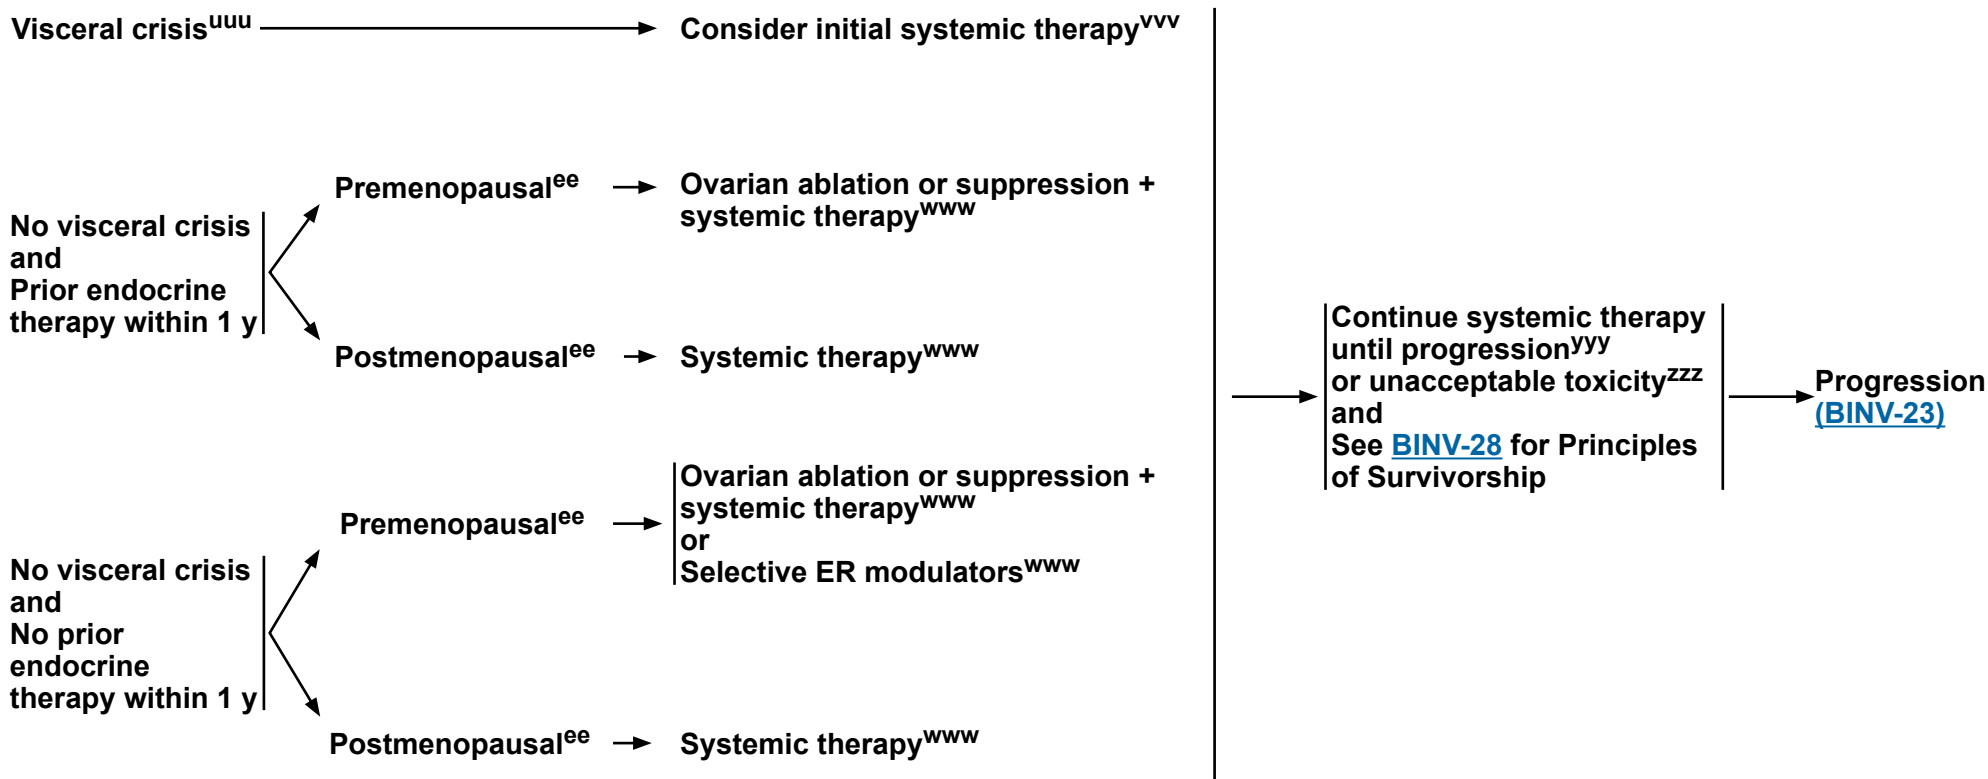 Visceral crisisuuu
Consider initial systemic therapyvvv
No visceral crisis
and
Prior endocrine
therapy within 1 y
Premenopausalee
Ovarian ablation or suppression +
systemic therapywww
Postmenopausalee
Systemic therapywww
No visceral crisis
and
No prior
endocrine
therapy within 1 y
Premenopausalee
Ovarian ablation or suppression +
systemic therapywww
or
Selective ER modulatorswww
Postmenopausalee
Systemic therapywww
Continue systemic therapy
until progressionyyy
or unacceptable toxicityzzz
and
See BINV-28 for Principles
of Survivorship
Progression
(BINV-23)